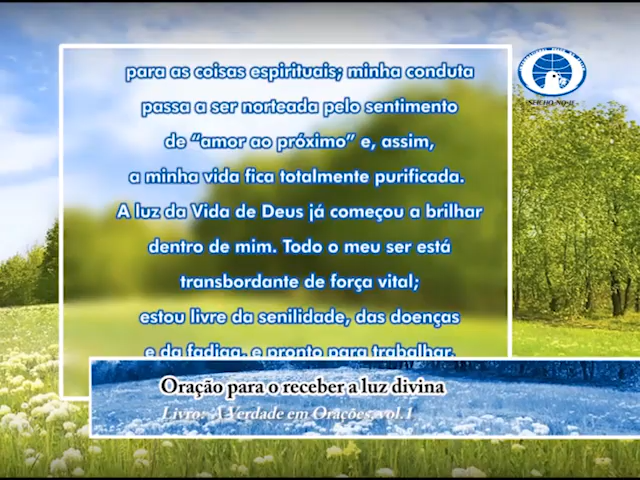 para as coisas espirituais; minha conduta
passa a ser norteada pelo sentimento
de “amor ao próximo” e, assim,
a minha vida fica totalmente purificada.
A luz da Vida de Deus já começou a brilhar
dentro de mim. Todo o meu ser está
transbordante de força vital;
estou livre da senilidade, das doenças
e da fadiga, e pronto para trabalhar.
Oração para o receber a luz divina
Livro: A Verdade em Orações, vol.1
SEICHO-NO-IE